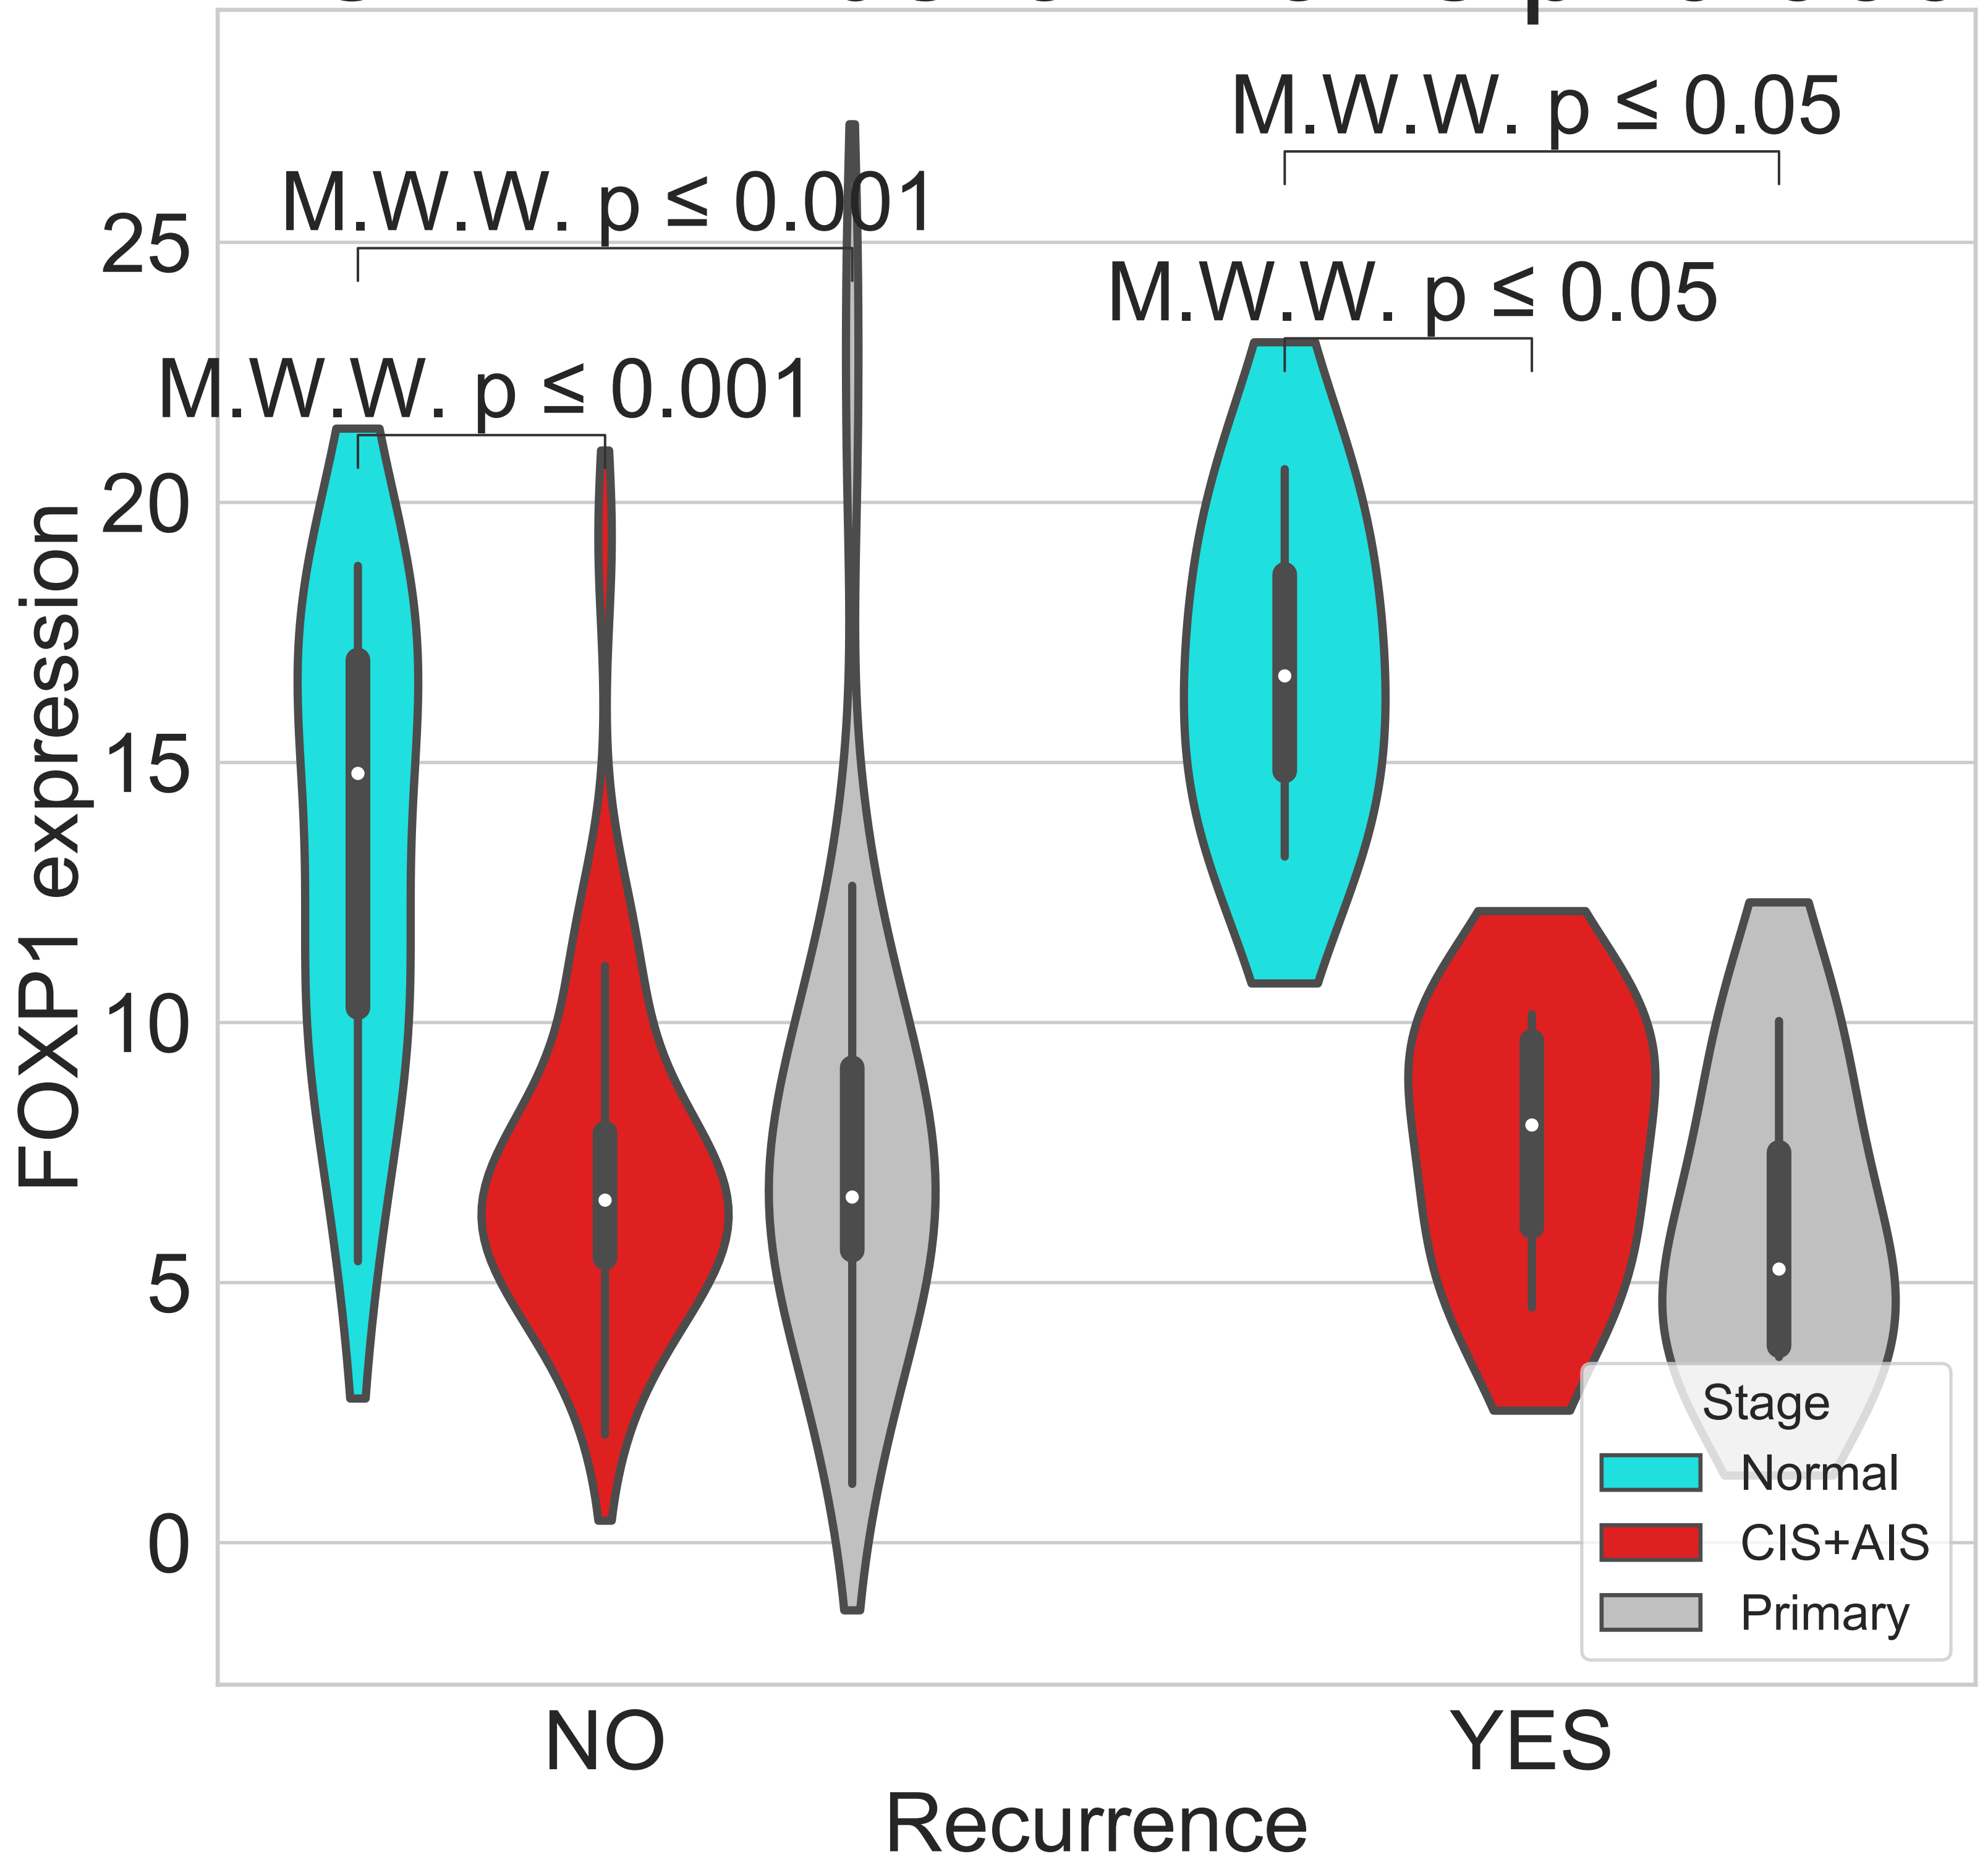 M.W.W. p ≤ 0.05
M.W.W. p ≤ 0.001
25
M.W.W. p ≤ 0.05
M.W.W. p ≤ 0.001
20
15
10
5
0
FOXP1 expression
Stage
Normal
CIS+AIS
Primary
NO
YES
Recurrence